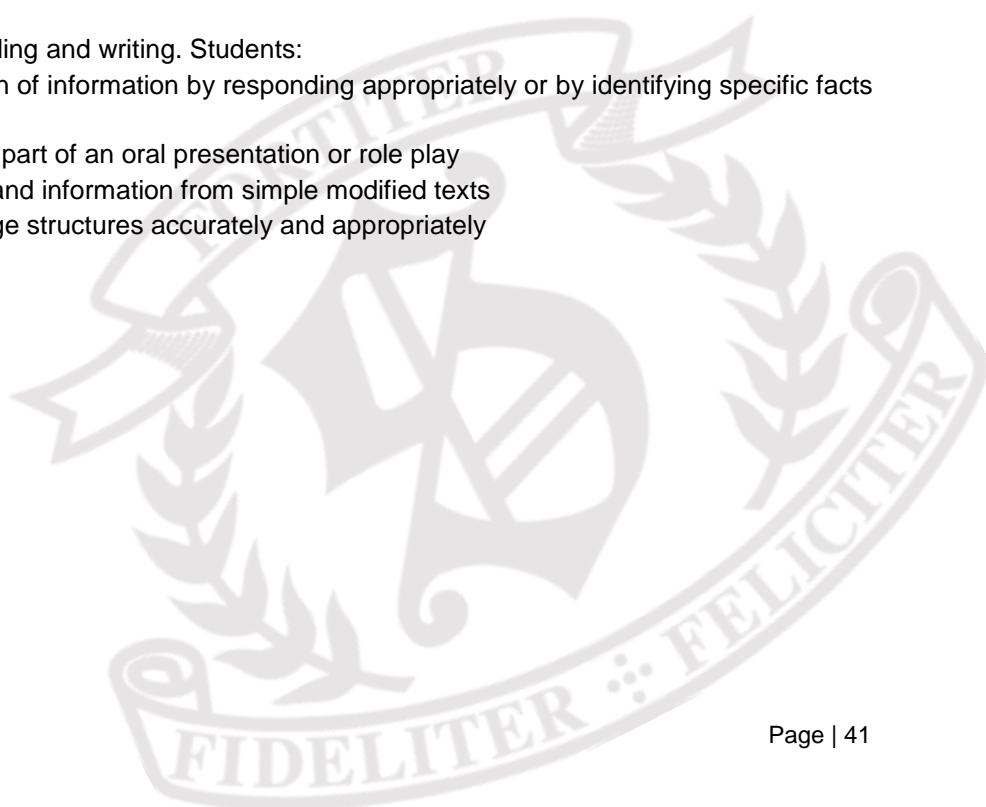 ling and writing. Students:
n of information by responding appropriately or by identifying specific facts
part of an oral presentation or role play
and information from simple modified texts
ge structures accurately and appropriately
FORTITER
FELICITER
FIDELITER
Page | 41